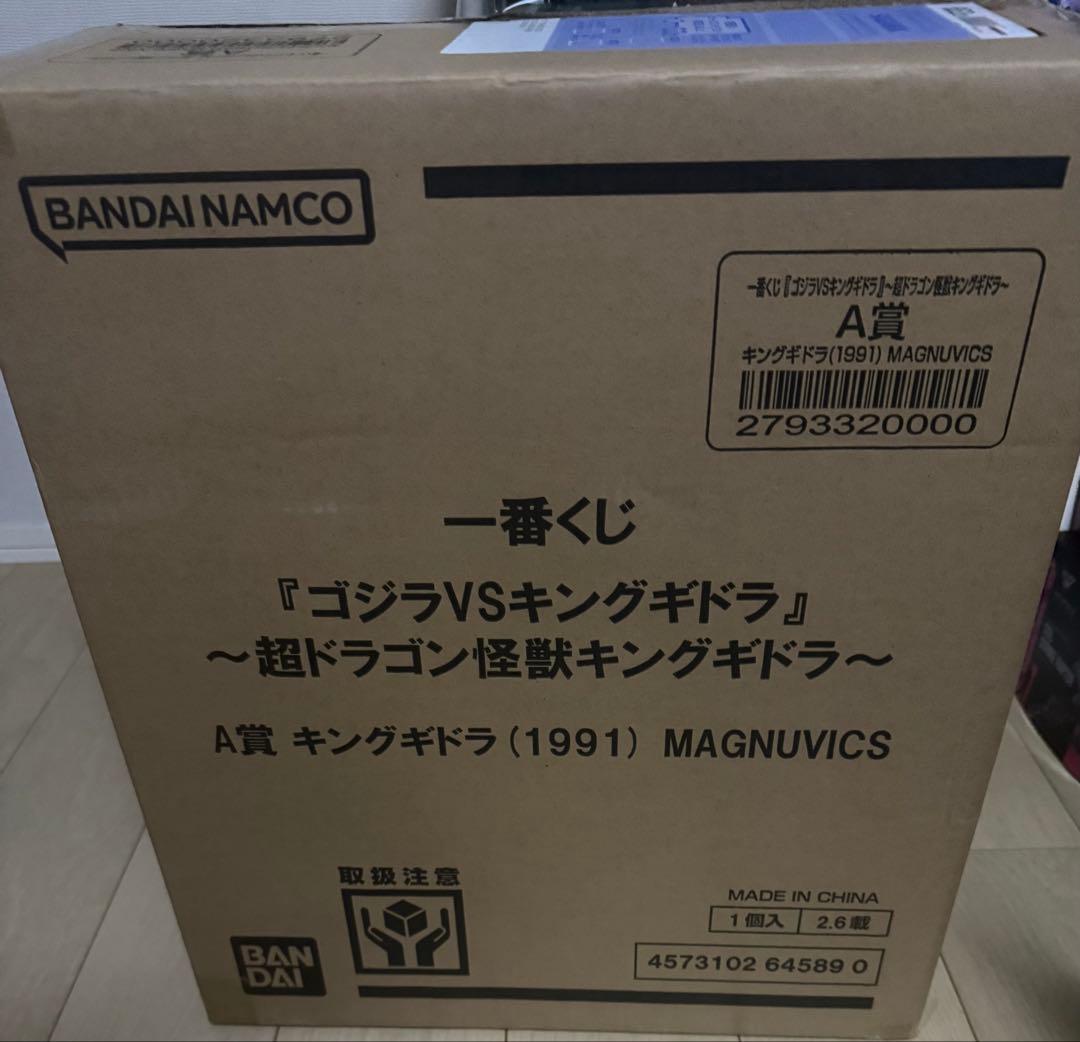 BANDAI NAMCO
一番くじ『ゴジラVSキングギドラ』~超ドラゴン怪獣キングギドラ~
A賞
キングギドラ(1991) MAGNUVICS
2793320000
一番くじ
『ゴジラVSキングギドラ』
~超ドラゴン怪獣キングギドラ~
A賞 キングギドラ(1991) MAGNUVICS
取扱注意
MADE IN CHINA
1個入 2.6載
BAN
DAI
4573102 64589 0